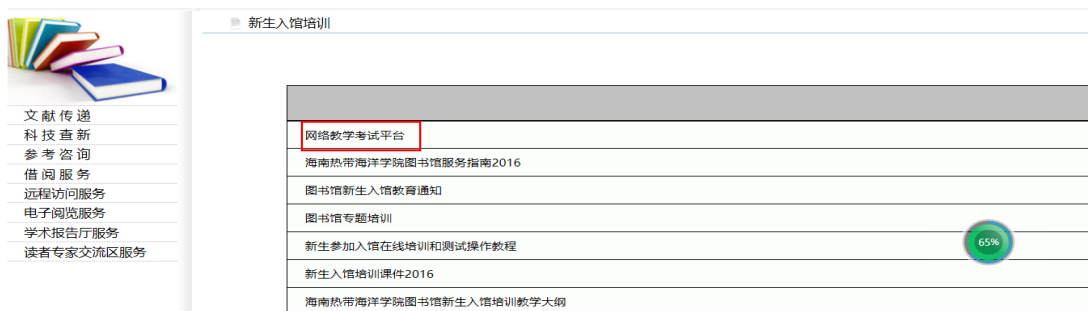 新生入馆培训
文献传递
科技查新
参考咨询
借阅服务
远程访问服务
电子阅览服务
学术报告厅服务
读者专家交流区服务
网络教学考试平台
海南热带海洋学院图书馆服务指南2016
图书馆新生入馆教育通知
图书馆专题培训
新生参加入馆在线培训和测试操作教程
新生入馆培训课件2016
海南热带海洋学院图书馆新生入馆培训教学大纲
65%